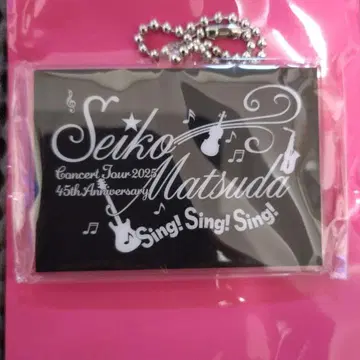 Seiko
Matsuda
Concert Tour 2025
45th Anniversary
Sing! Sing! Sing!